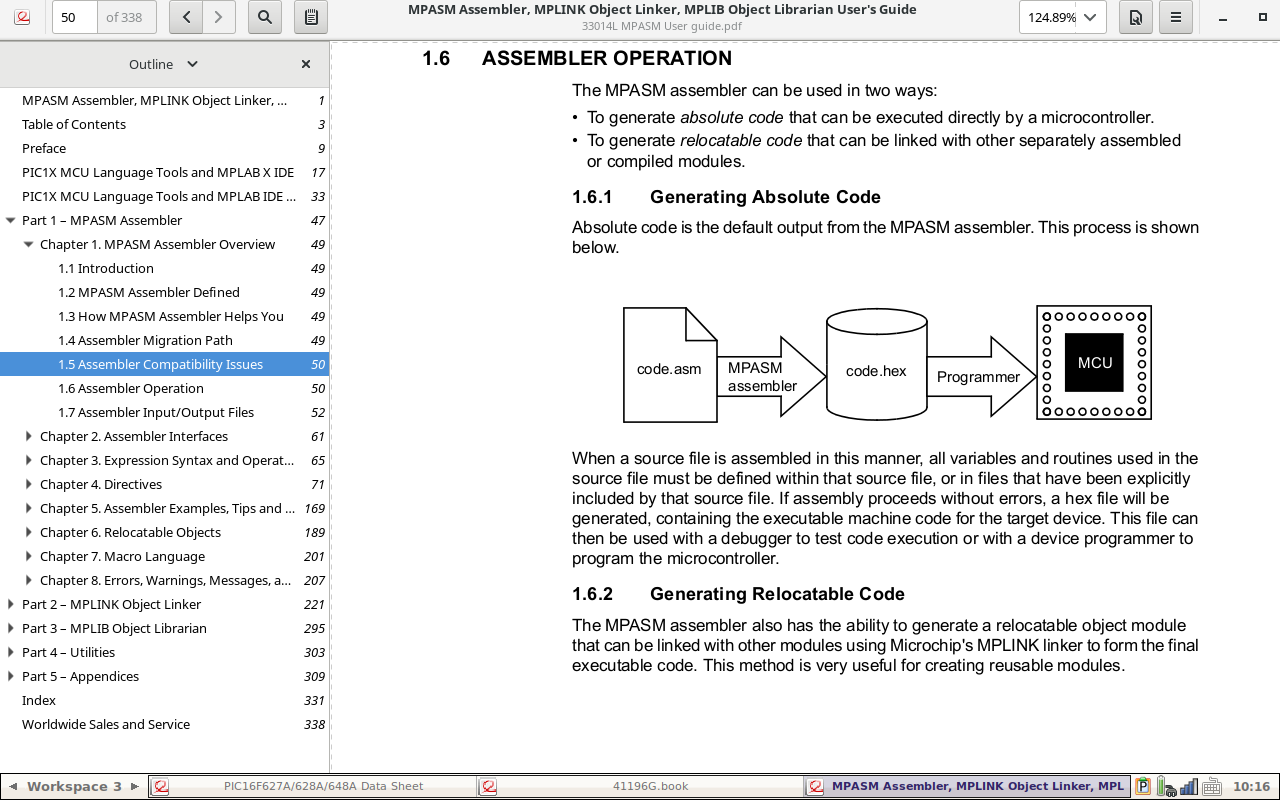 50
of 338
MPASM Assembler, MPLINK Object Linker, MPLIB Object Librarian User's Guide
33014L MPASM User guide.pdf
124.89%
Outline
MPASM Assembler, MPLINK Object Linker, ... 1
Table of Contents 3
Preface 9
PIC1X MCU Language Tools and MPLAB X IDE 17
PIC1X MCU Language Tools and MPLAB IDE ... 33
Part 1 – MPASM Assembler 47
Chapter 1. MPASM Assembler Overview 49
1.1 Introduction 49
1.2 MPASM Assembler Defined 49
1.3 How MPASM Assembler Helps You 49
1.4 Assembler Migration Path 49
1.5 Assembler Compatibility Issues 50
1.6 Assembler Operation 50
1.7 Assembler Input/Output Files 52
Chapter 2. Assembler Interfaces 61
Chapter 3. Expression Syntax and Operat... 65
Chapter 4. Directives 71
Chapter 5. Assembler Examples, Tips and ... 169
Chapter 6. Relocatable Objects 189
Chapter 7. Macro Language 201
Chapter 8. Errors, Warnings, Messages, a... 207
Part 2 – MPLINK Object Linker 221
Part 3 – MPLIB Object Librarian 295
Part 4 – Utilities 303
Part 5 – Appendices 309
Index 331
Worldwide Sales and Service 338
1.6 ASSEMBLER OPERATION
The MPASM assembler can be used in two ways:
• To generate absolute code that can be executed directly by a microcontroller.
• To generate relocatable code that can be linked with other separately assembled
or compiled modules.
1.6.1 Generating Absolute Code
Absolute code is the default output from the MPASM assembler. This process is shown
below.
code.asm
MPASM
assembler
code.hex
Programmer
MCU
When a source file is assembled in this manner, all variables and routines used in the
source file must be defined within that source file, or in files that have been explicitly
included by that source file. If assembly proceeds without errors, a hex file will be
generated, containing the executable machine code for the target device. This file can
then be used with a debugger to test code execution or with a device programmer to
program the microcontroller.
1.6.2 Generating Relocatable Code
The MPASM assembler also has the ability to generate a relocatable object module
that can be linked with other modules using Microchip's MPLINK linker to form the final
executable code. This method is very useful for creating reusable modules.
Workspace 3
PIC16F627A/628A/648A Data Sheet
41196G.book
MPASM Assembler, MPLINK Object Linker, MPL
10:16